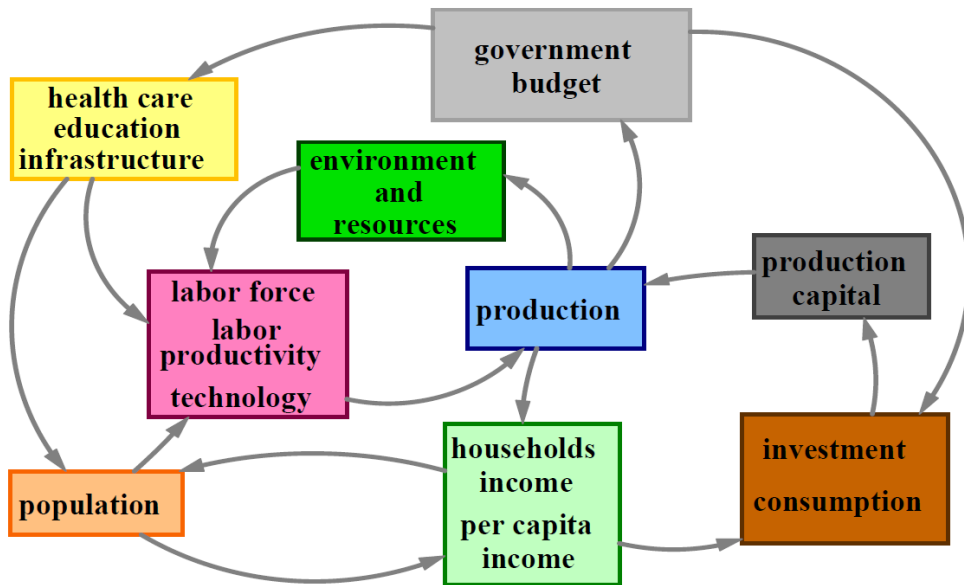 government
budget
health care
education
infrastructure
environment
and
resources
production
capital
labor force
labor
productivity
technology
production
households
income
per capita
income
investment
consumption
population